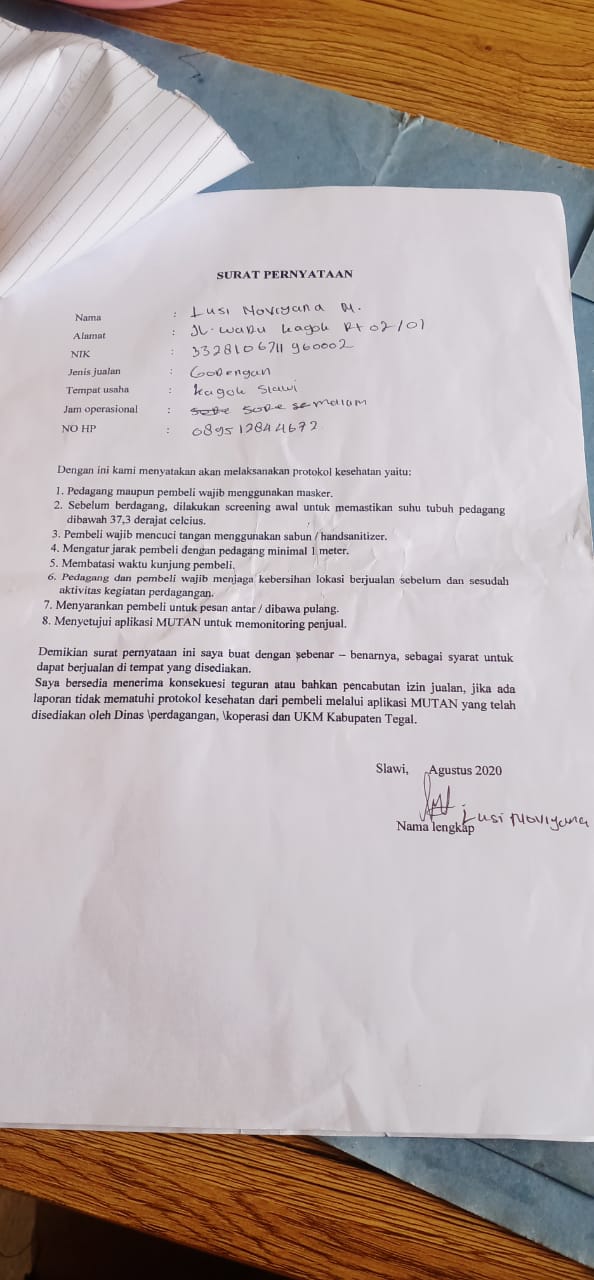 SURAT PERNYATAAN
Nama : Lusi Noviyana M.
Alamat : JL. waru kagok Rt 02/01
NIK : 3328106711960002
Jenis jualan : Gorengan
Tempat usaha : kagok Slawi
Jam operasional : sore sore semalam
NO HP : 089512844672
Dengan ini kami menyatakan akan melaksanakan protokol kesehatan yaitu:
1. Pedagang maupun pembeli wajib menggunakan masker.
2. Sebelum berdagang, dilakukan screening awal untuk memastikan suhu tubuh pedagang
dibawah 37,3 derajat celcius.
3. Pembeli wajib mencuci tangan menggunakan sabun / handsanitizer.
4. Mengatur jarak pembeli dengan pedagang minimal 1 meter.
5. Membatasi waktu kunjung pembeli.
6. Pedagang dan pembeli wajib menjaga kebersihan lokasi berjualan sebelum dan sesudah
aktivitas kegiatan perdagangan.
7. Menyarankan pembeli untuk pesan antar / dibawa pulang.
8. Menyetujui aplikasi MUTAN untuk memonitoring penjual.
Demikian surat pernyataan ini saya buat dengan sebenar – benarnya, sebagai syarat untuk
dapat berjualan di tempat yang disediakan.
Saya bersedia menerima konsekuesi teguran atau bahkan pencabutan izin jualan, jika ada
laporan tidak mematuhi protokol kesehatan dari pembeli melalui aplikasi MUTAN yang telah
disediakan oleh Dinas \perdagangan, \koperasi dan UKM Kabupaten Tegal.
Slawi, Agustus 2020
Lusi Noviyana
Nama lengkap